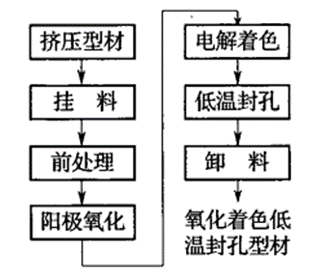 挤压型材
挂 料
前处理
阳极氧化
电解着色
低温封孔
卸 料
氧化着色低
温封孔型材